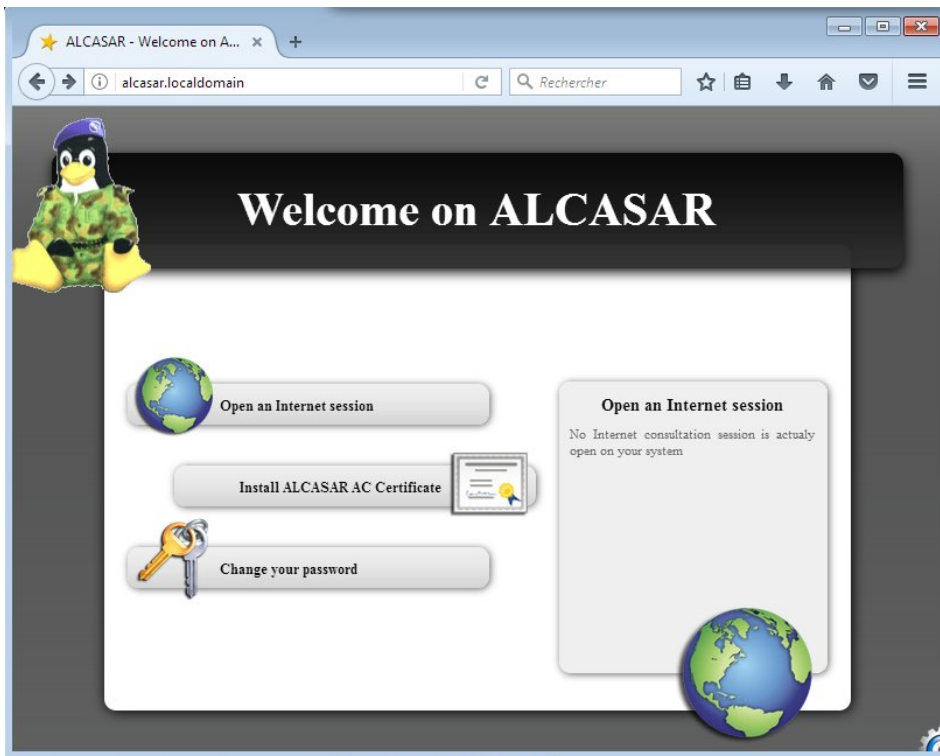 ALCASAR - Welcome on A...
alcasar.localdomain
Rechercher
Welcome on ALCASAR
Open an Internet session
Install ALCASAR AC Certificate
Change your password
Open an Internet session
No Internet consultation session is actualy
open on your system